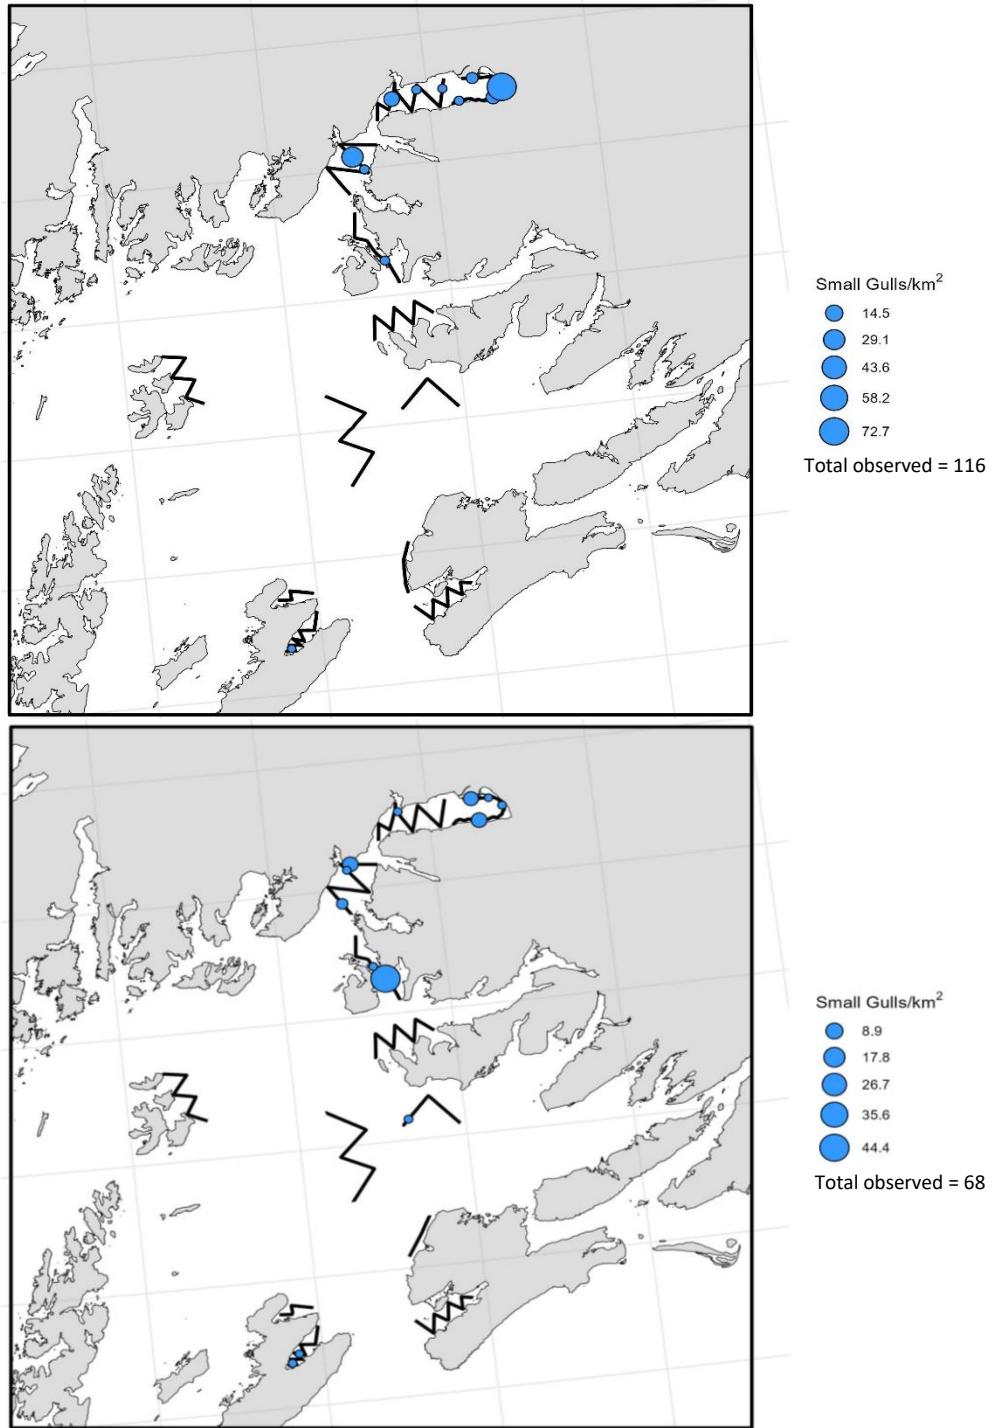 Small Gulls/km²
14.5
29.1
43.6
58.2
72.7
Total observed = 116
Small Gulls/km²
8.9
17.8
26.7
35.6
44.4
Total observed = 68